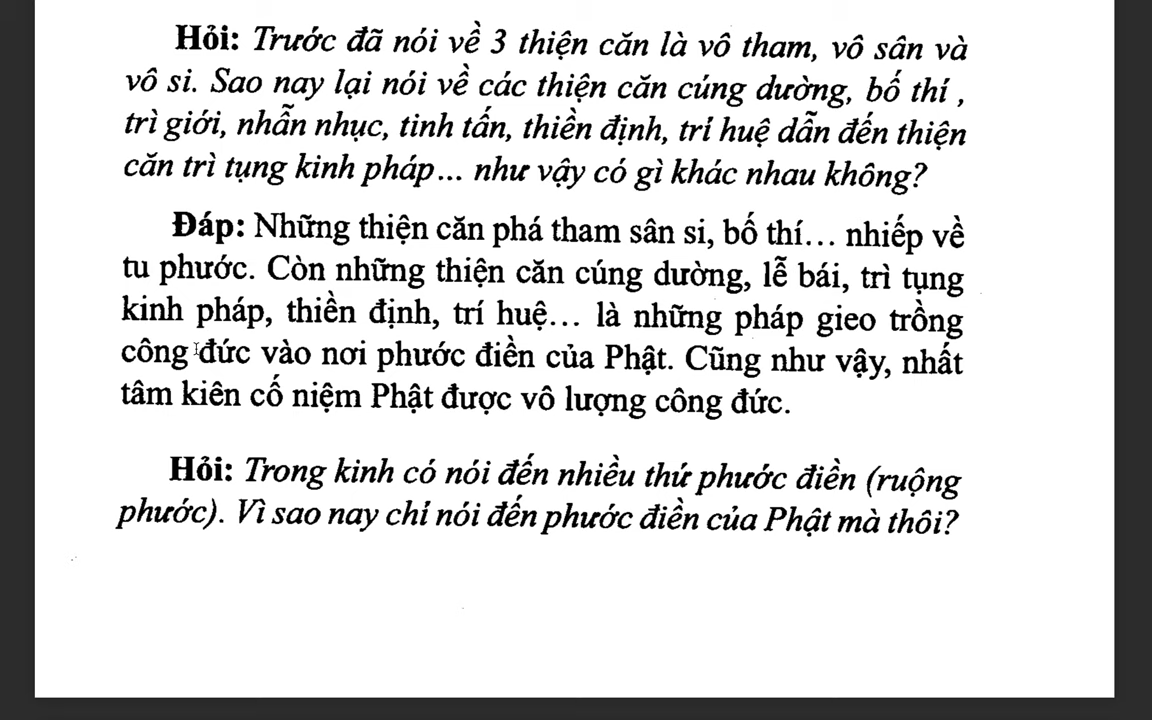 Hỏi: Trước đã nói về 3 thiện căn là vô tham, vô sân và
vô si. Sao nay lại nói về các thiện căn cúng dường, bố thí ,
trì giới, nhẫn nhục, tinh tấn, thiền định, trí huệ dẫn đến thiện
căn trì tụng kinh pháp... như vậy có gì khác nhau không?
Đáp: Những thiện căn phá tham sân si, bố thí... nhiếp về
tu phước. Còn những thiện căn cúng dường, lễ bái, trì tụng
kinh pháp, thiền định, trí huệ... là những pháp gieo trồng
công đức vào nơi phước điền của Phật. Cũng như vậy, nhất
tâm kiên cố niệm Phật được vô lượng công đức.
Hỏi: Trong kinh có nói đến nhiều thứ phước điền (ruộng
phước). Vì sao nay chỉ nói đến phước điền của Phật mà thôi?